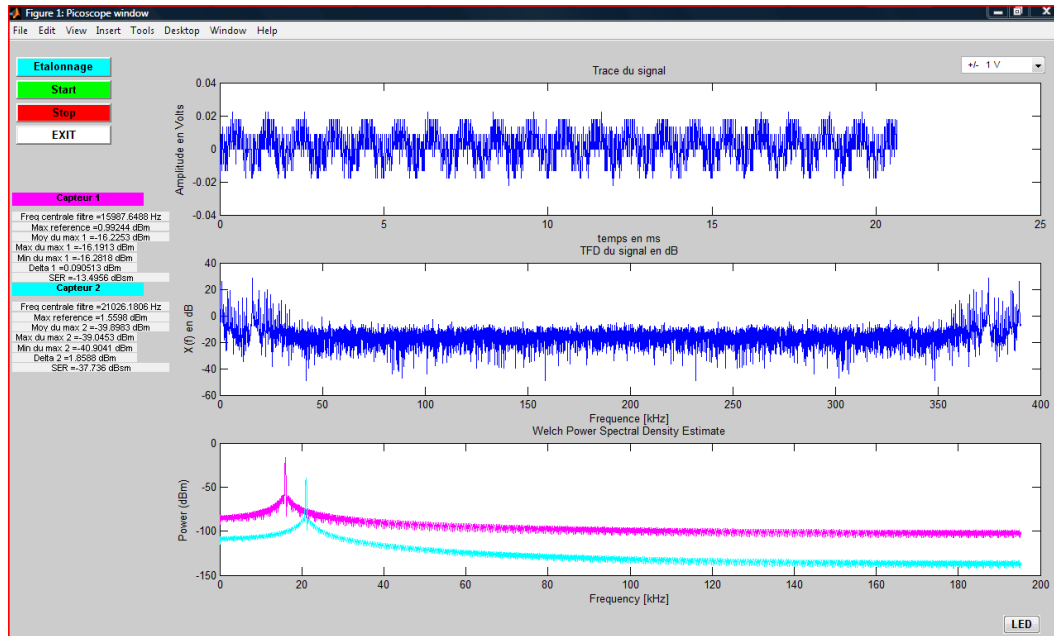 Figure 1: Picoscope window
File Edit View Insert Tools Desktop Window Help
Etalonnage
Start
Stop
EXIT
+/- 1 V
Capteur 1
Freq centrale filtre =15987.6488 Hz
Max reference =0.99244 dBm
Moy du max 1 =-16.2253 dBm
Max du max 1 =-16.1913 dBm
Min du max 1 =-16.2818 dBm
Delta 1 =0.090513 dBm
SER =-13.4956 dBsm
Capteur 2
Freq centrale filtre =21026.1806 Hz
Max reference =1.5598 dBm
Moy du max 2 =-39.8983 dBm
Max du max 2 =-39.0453 dBm
Min du max 2 =-40.9041 dBm
Delta 2 =1.8588 dBm
SER =-37.736 dBsm
Trace du signal
Amplitude en Volts
0.04
0.02
0
-0.02
-0.04
0 5 10 15 20 25
temps en ms
TFD du signal en dB
X(f) en dB
40
20
0
-20
-40
-60
0 50 100 150 200 250 300 350 400
Frequence [kHz]
Welch Power Spectral Density Estimate
Power (dBm)
0
-50
-100
-150
0 20 40 60 80 100 120 140 160 180 200
Frequency [kHz]
LED